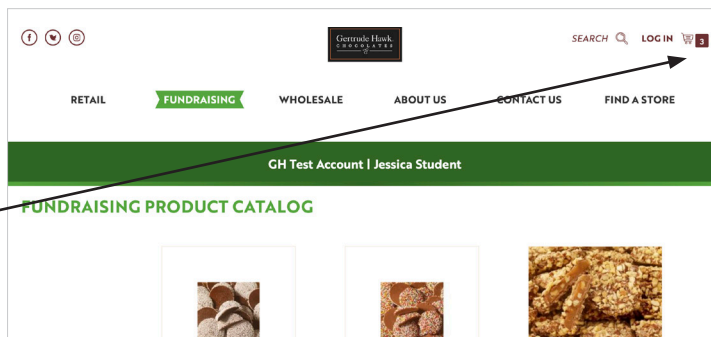 Gertrude Hawk
CHOCOLATES
SEARCH LOG IN 3
RETAIL FUNDRAISING WHOLESALE ABOUT US CONTACT US FIND A STORE
GH Test Account | Jessica Student
FUNDRAISING PRODUCT CATALOG